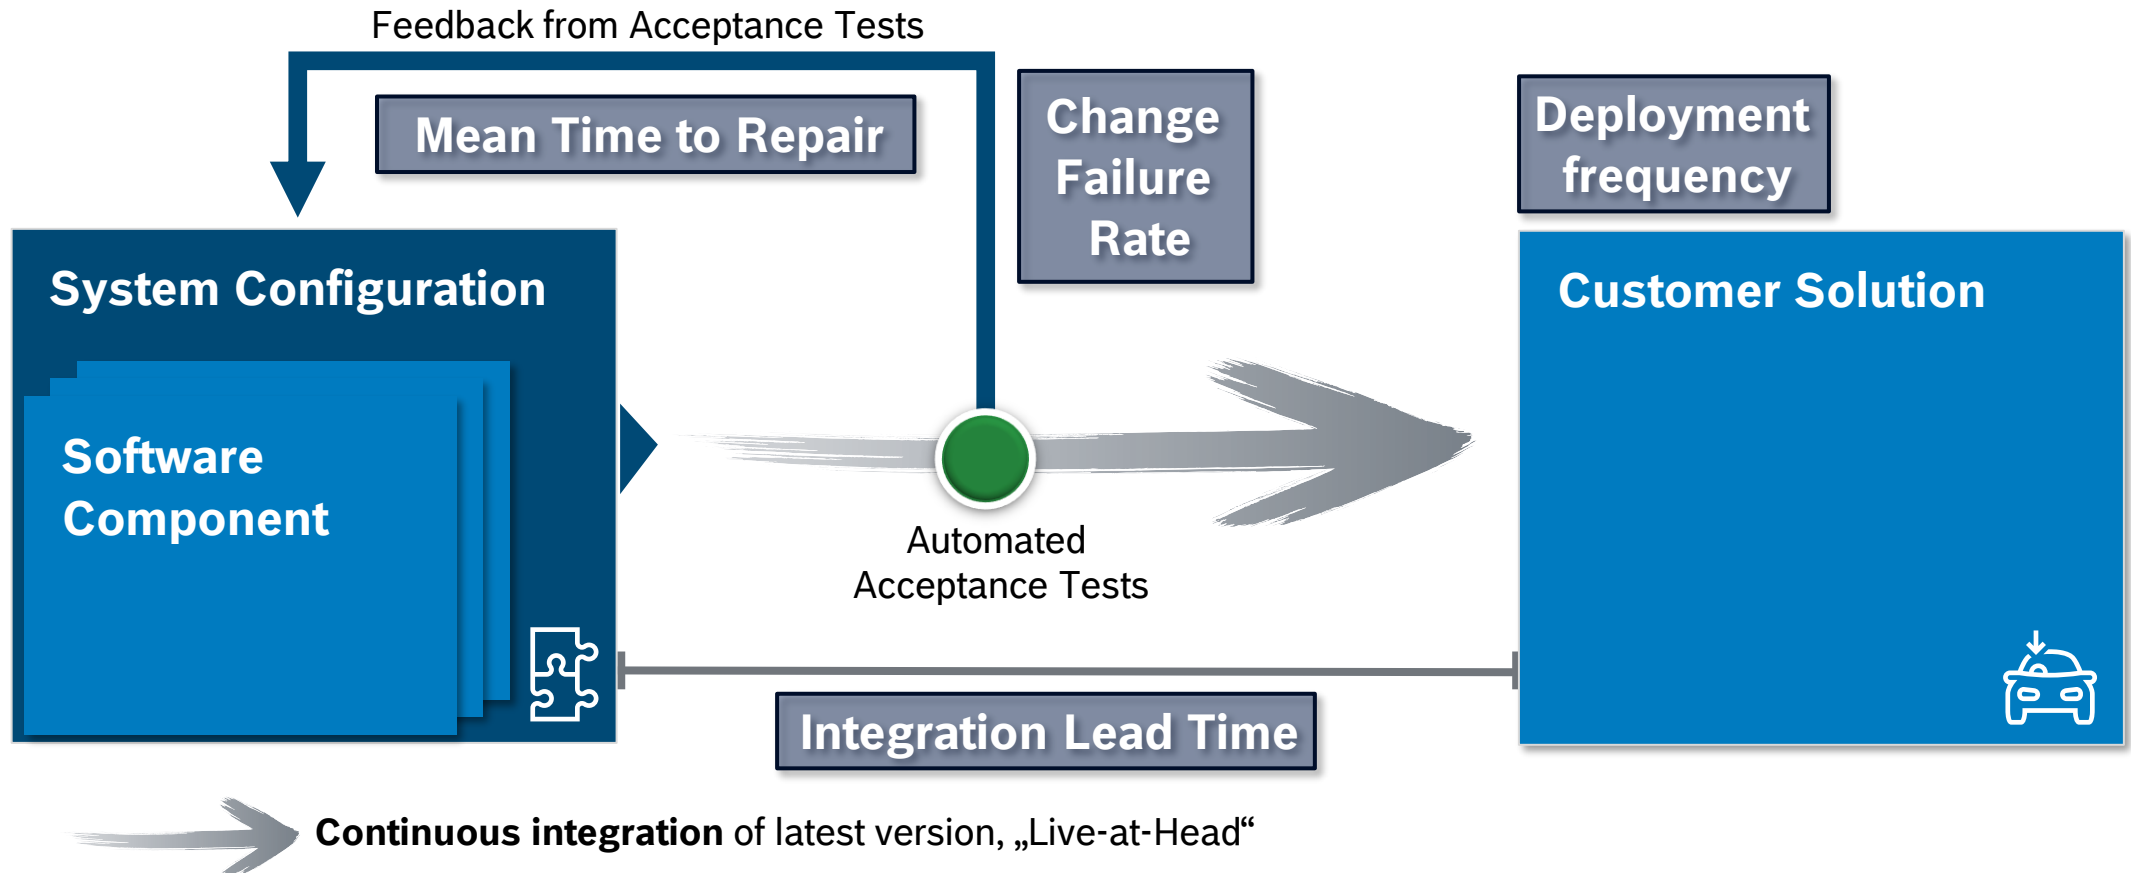 Feedback from Acceptance Tests
Mean Time to Repair
Change
Failure
Rate
Deployment
frequency
System Configuration
Software
Component
Customer Solution
Automated
Acceptance Tests
Integration Lead Time
Continuous integration of latest version, „Live-at-Head“